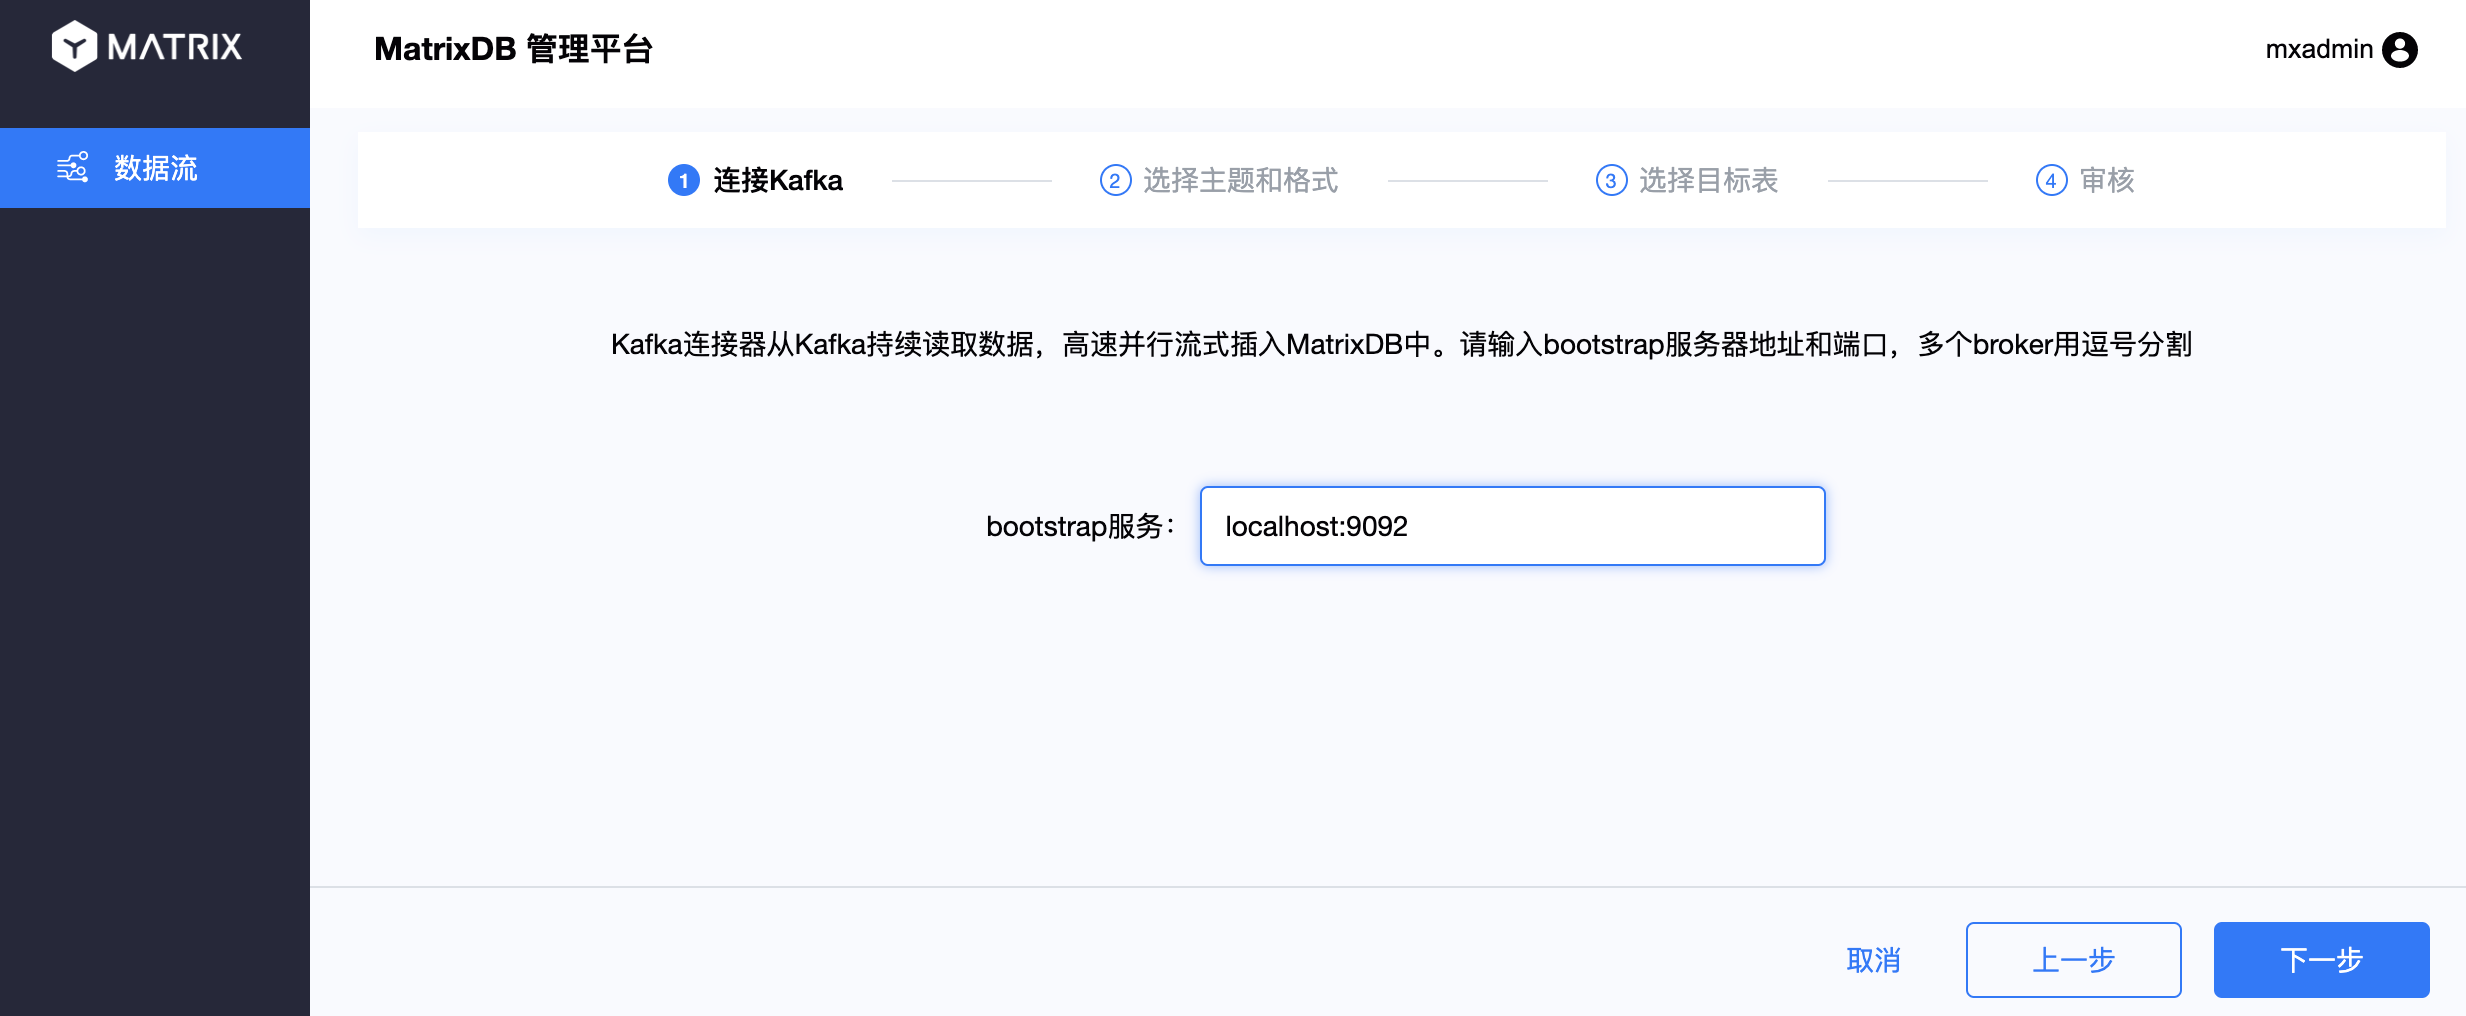 MATRIX
MatrixDB 管理平台
mxadmin
数据流
1 连接Kafka
2 选择主题和格式
3 选择目标表
4 审核
Kafka连接器从Kafka持续读取数据，高速并行流式插入MatrixDB中。请输入bootstrap服务器地址和端口，多个broker用逗号分割
bootstrap服务：
localhost:9092
取消
上一步
下一步